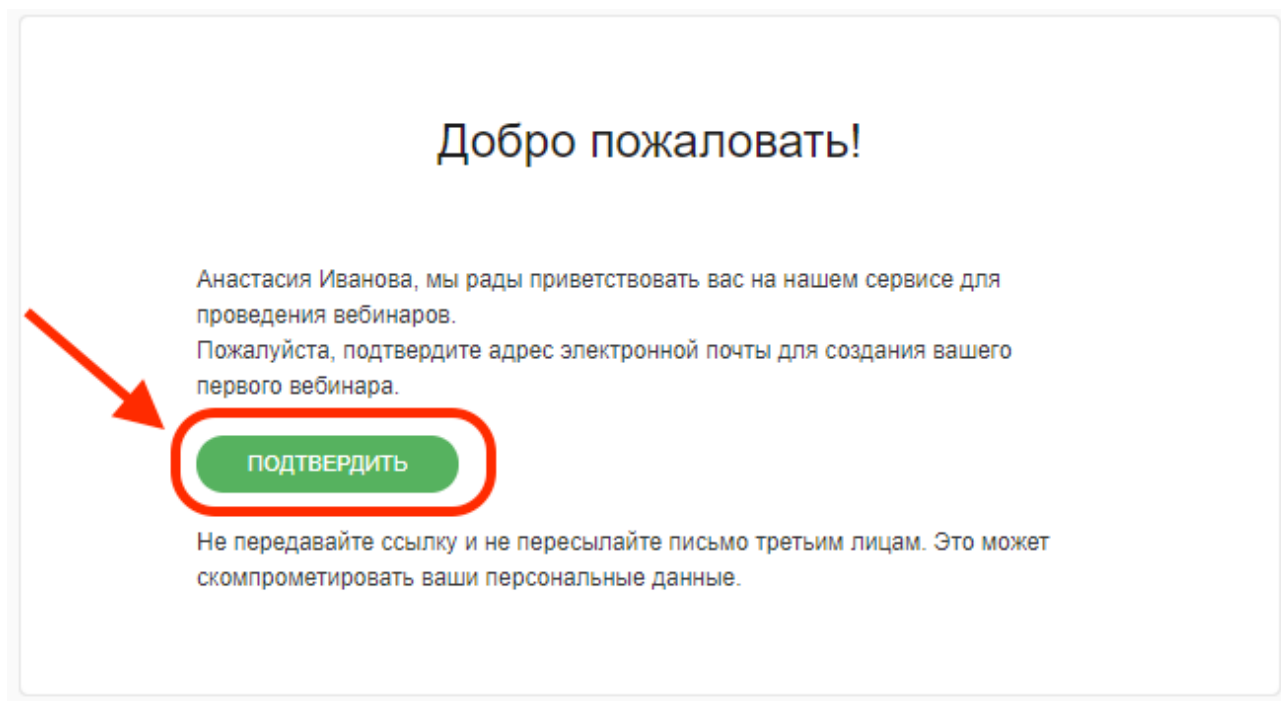 Добро пожаловать!
Анастасия Иванова, мы рады приветствовать вас на нашем сервисе для
проведения вебинаров.
Пожалуйста, подтвердите адрес электронной почты для создания вашего
первого вебинара.
ПОДТВЕРДИТЬ
Не передавайте ссылку и не пересылайте письмо третьим лицам. Это может
скомпрометировать ваши персональные данные.